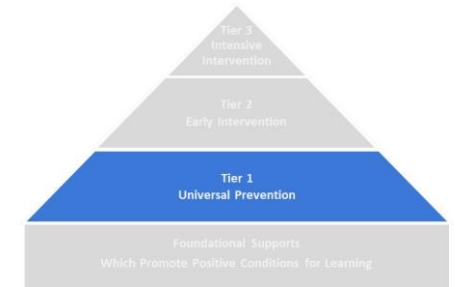 Tier 3
Intensive
Intervention
Tier 2
Early Intervention
Tier 1
Universal Prevention
Foundational Supports
Which Promote Positive Conditions for Learning